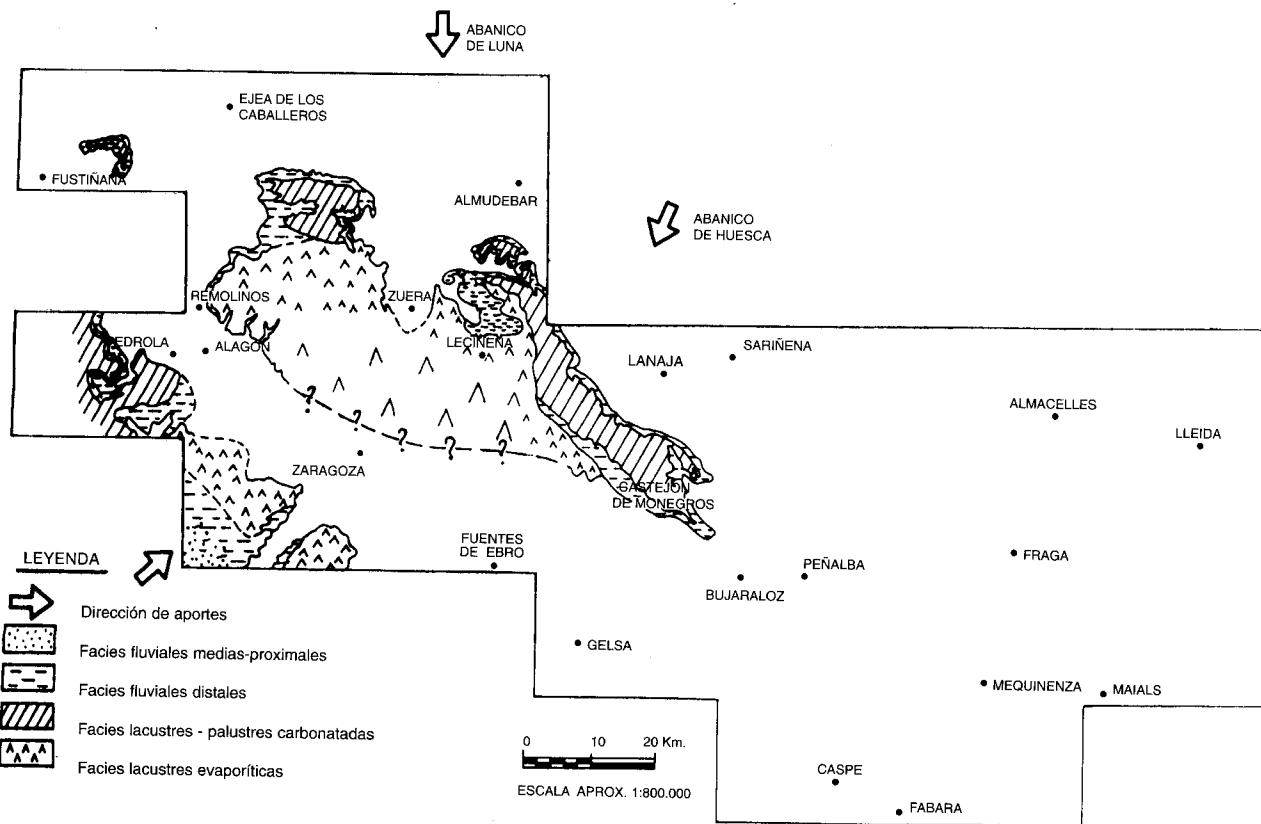 ABANICO
DE LUNA
EJEA DE LOS
CABALLEROS
FUSTIÑANA
ALMUDEBAR
ABANICO
DE HUESCA
REMOLINOS
ZUERA
EDROLA
ALAGON
LECIÑENA
LANAJA
SARIÑENA
ALMACELLES
LLEIDA
?
?
?
?
?
ZARAGOZA
CASTEJON
DE MONEGROS
FUENTES
DE EBRO
PEÑALBA
FRAGA
BUJARALOZ
GELSA
MEQUINENZA
MAIALS
CASPE
FABARA
LEYENDA
Dirección de aportes
Facies fluviales medias-proximales
Facies fluviales distales
Facies lacustres - palustres carbonatadas
Facies lacustres evaporíticas
0 10 20 Km.
ESCALA APROX. 1:800.000